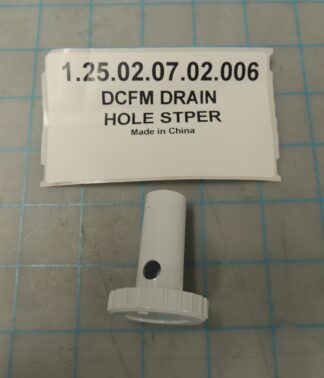 1.25.02.07.02.006
DCFM DRAIN
HOLE STPER
Made in China